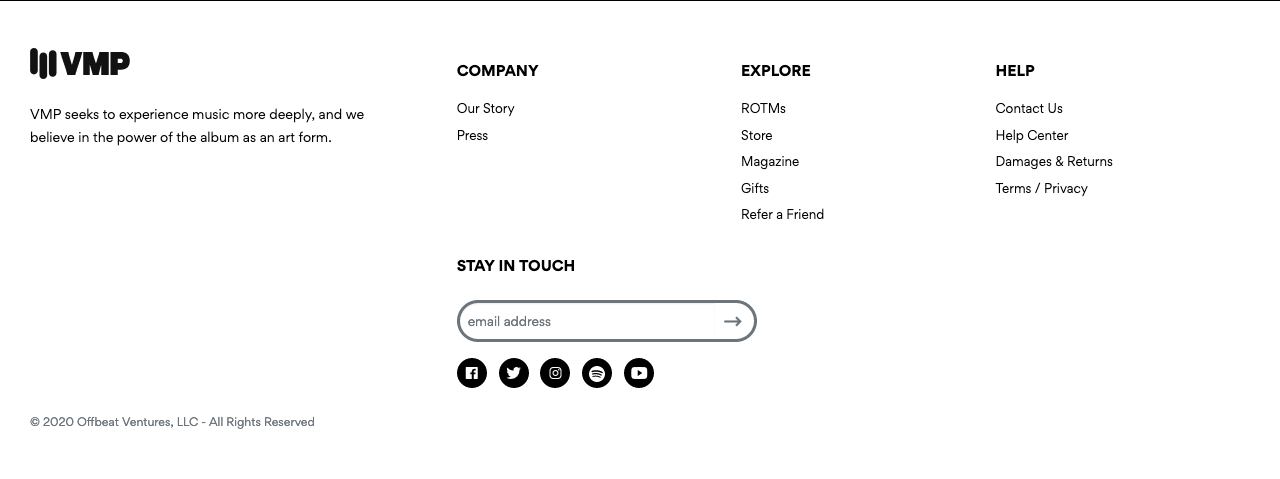 VMP
VMP seeks to experience music more deeply, and we
believe in the power of the album as an art form.
COMPANY
Our Story
Press
EXPLORE
ROTMs
Store
Magazine
Gifts
Refer a Friend
HELP
Contact Us
Help Center
Damages & Returns
Terms / Privacy
STAY IN TOUCH
email address
© 2020 Offbeat Ventures, LLC - All Rights Reserved